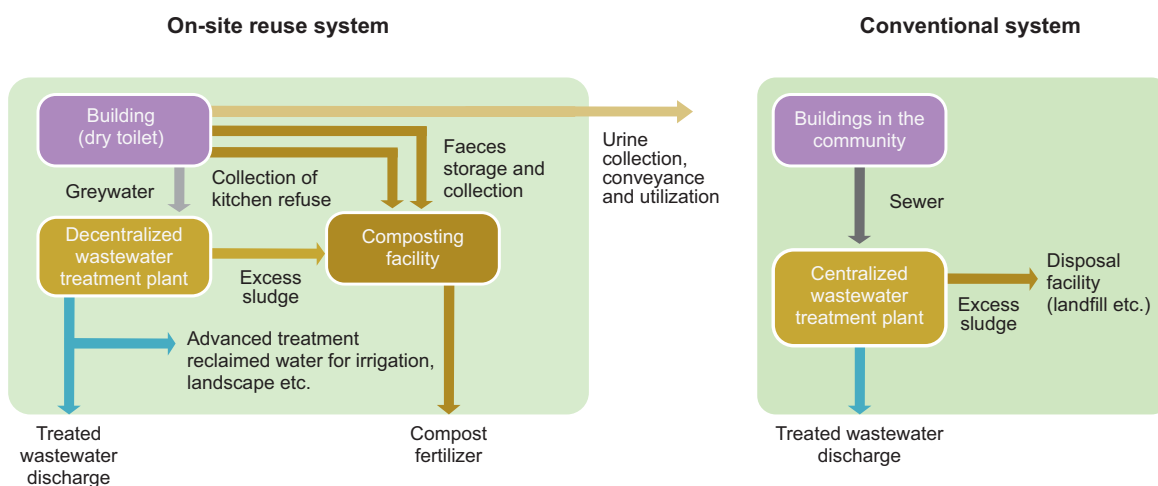 On-site reuse system
Building
(dry toilet)
Greywater
Collection of
kitchen refuse
Faeces
storage and
collection
Urine
collection,
conveyance
and utilization
Decentralized
wastewater
treatment plant
Excess
sludge
Composting
facility
Advanced treatment
reclaimed water for irrigation,
landscape etc.
Treated
wastewater
discharge
Compost
fertilizer
Conventional system
Buildings in the
community
Sewer
Centralized
wastewater
treatment plant
Excess
sludge
Disposal
facility
(landfill etc.)
Treated wastewater
discharge